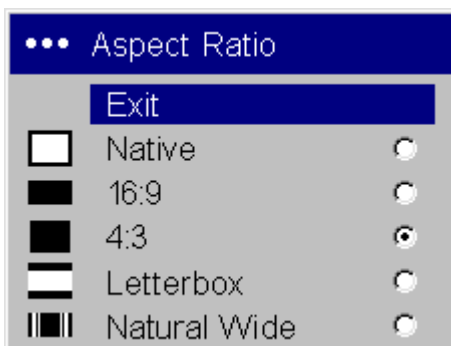 Aspect Ratio
Exit
Native
16:9
4:3
Letterbox
Natural Wide